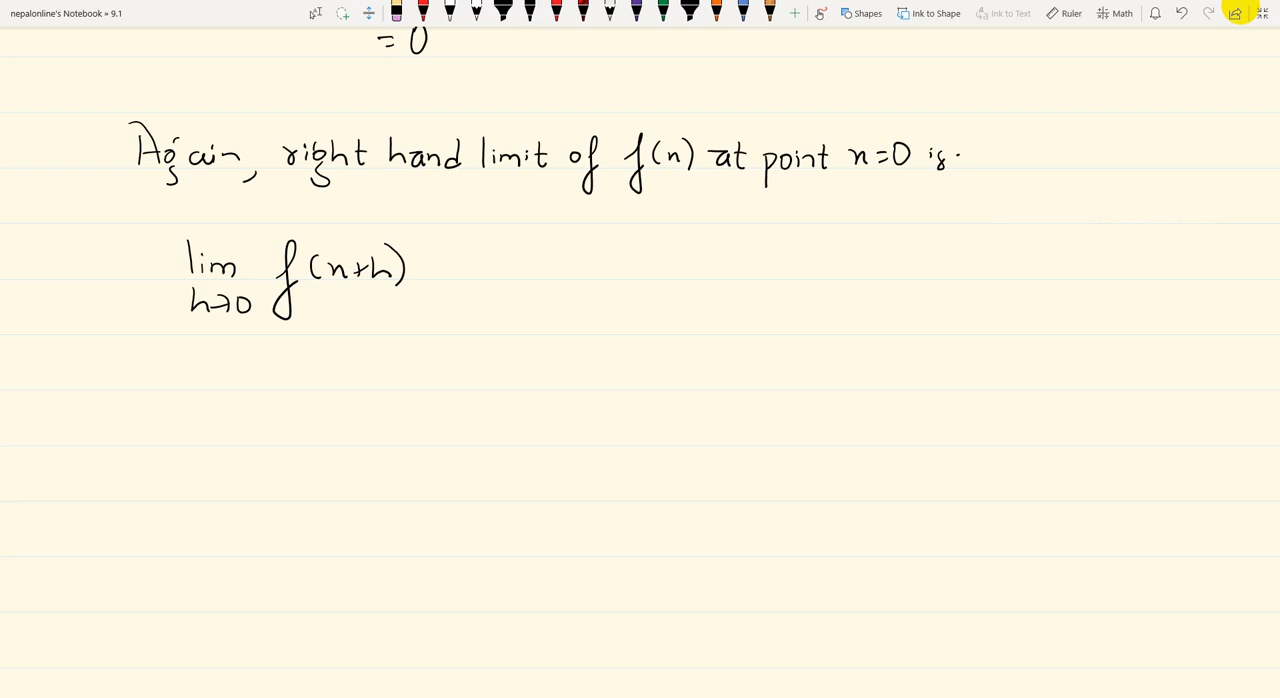 nepalonline's Notebook » 9.1
Shapes
Ink to Shape
Ink to Text
Ruler
Math
= 0
Again, right hand limit of f(n) at point n=0 is.
lim f(n+h)
h→0